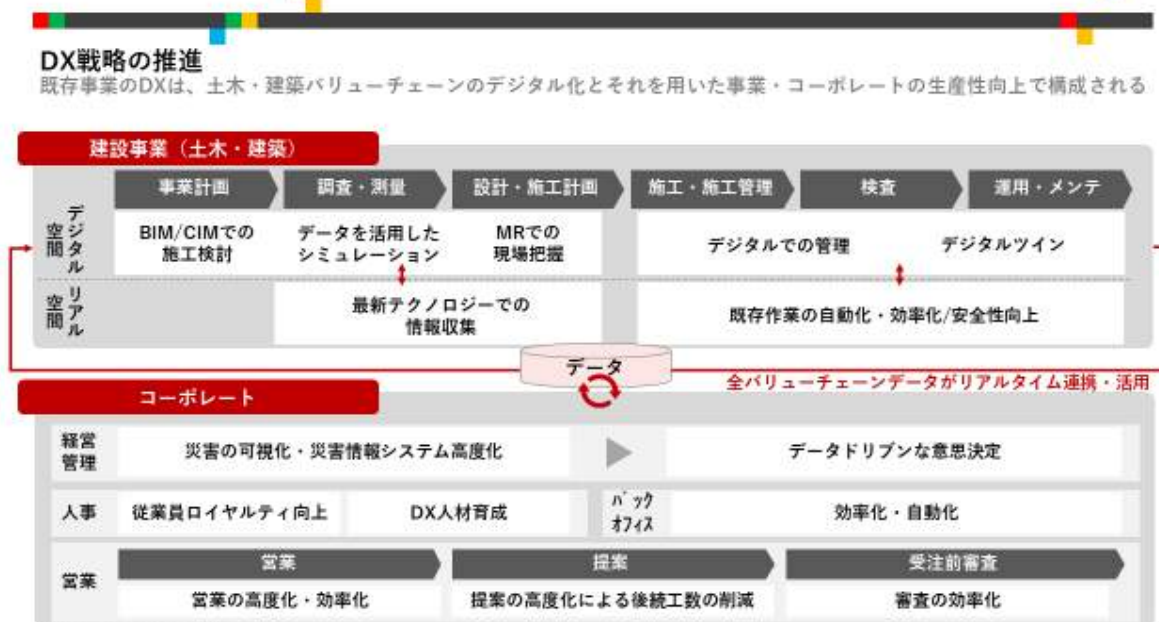 DX戦略の推進
既存事業のDXは、土木・建築バリューチェーンのデジタル化とそれを用いた事業・コーポレートの生産性向上で構成される
建設事業（土木・建築）
事業計画
調査・測量
設計・施工計画
施工・施工管理
検査
運用・メンテ
デジタル
空間
BIM/CIMでの
施工検討
データを活用した
シミュレーション
MRでの
現場把握
デジタルでの管理
デジタルツイン
リアル
空間
最新テクノロジーでの
情報収集
既存作業の自動化・効率化/安全性向上
データ
全バリューチェーンデータがリアルタイム連携・活用
コーポレート
経営
管理
災害の可視化・災害情報システム高度化
データドリブンな意思決定
人事
従業員ロイヤルティ向上
DX人材育成
ﾊﾞｯｸ
ｵﾌｨｽ
効率化・自動化
営業
営業
提案
受注前審査
営業の高度化・効率化
提案の高度化による後続工数の削減
審査の効率化